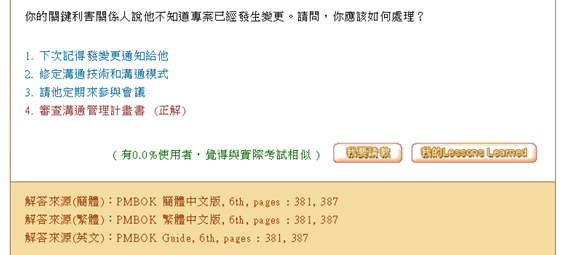 你的關鍵利害關係人說他不知道專案已經發生變更。請問，你應該如何處理？
1. 下次記得發變更通知給他
2. 修定溝通技術和溝通模式
3. 請他定期來參與會議
4. 審查溝通管理計畫書 (正解)
( 有0.0%使用者，覺得與實際考試相似 ) 我要請教 我的Lessons Learned
解答來源(簡體)：PMBOK 簡體中文版, 6th, pages : 381, 387
解答來源(繁體)：PMBOK 繁體中文版, 6th, pages : 381, 387
解答來源(英文)：PMBOK Guide, 6th, pages : 381, 387